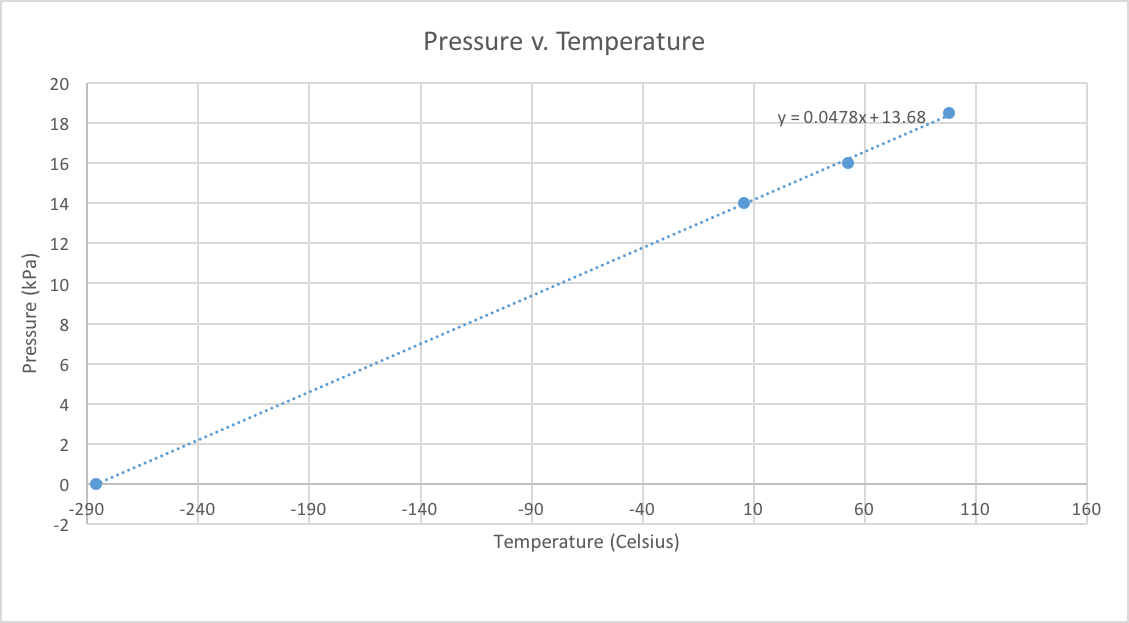 Pressure v. Temperature
20
18
16
14
12
10
8
6
4
2
0
-2
y = 0.0478x + 13.68
Pressure (kPa)
-290 -240 -190 -140 -90 -40 10 60 110 160
Temperature (Celsius)